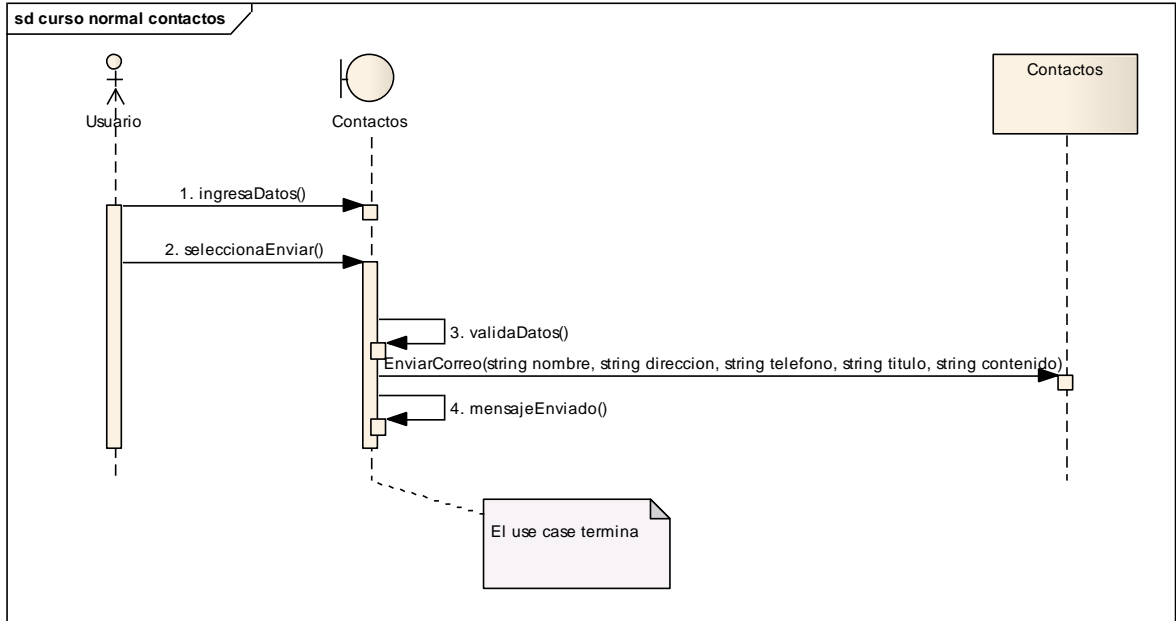 sd curso normal contactos
Usuario
Contactos
Contactos
1. ingresaDatos()
2. seleccionaEnviar()
3. validaDatos()
EnviarCorreo(string nombre, string direccion, string telefono, string titulo, string contenido)
4. mensajeEnviado()
El use case termina